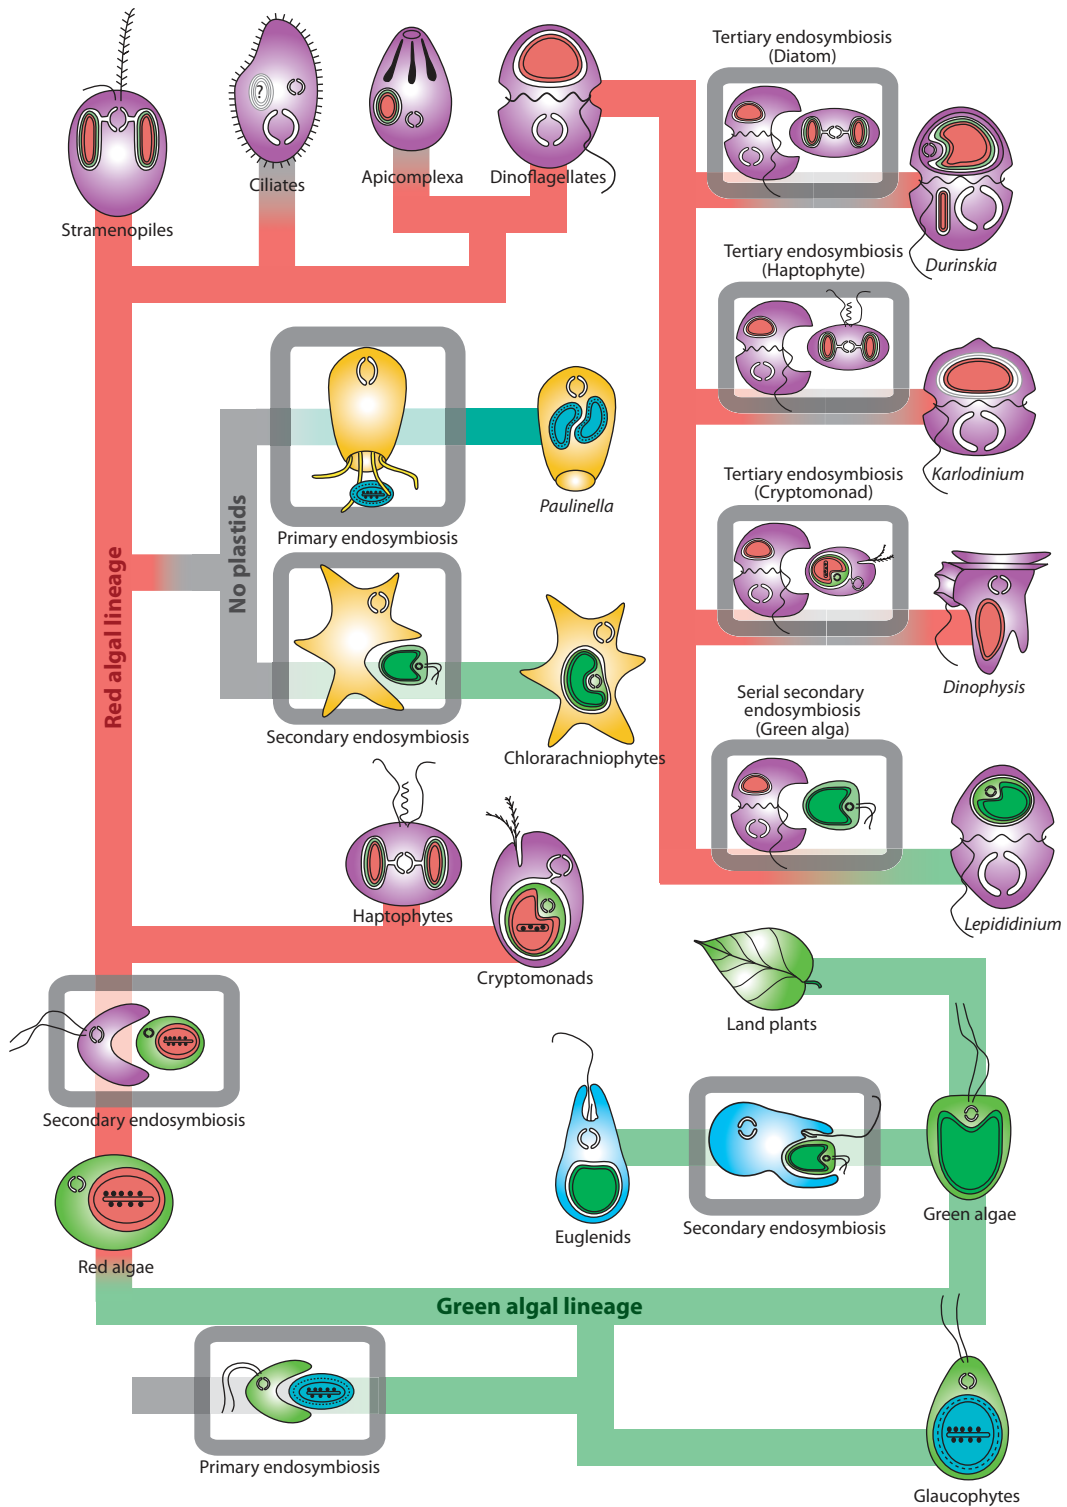 Tertiary endosymbiosis
(Diatom)
Ciliates
Apicomplexa
Dinoflagellates
Stramenopiles
?
Durinskia
Tertiary endosymbiosis
(Haptophyte)
Karlodinium
Paulinella
Primary endosymbiosis
No plastids
Red algal lineage
Tertiary endosymbiosis
(Cryptomonad)
Dinophysis
Secondary endosymbiosis
Chlorarachniophytes
Serial secondary
endosymbiosis
(Green alga)
Lepididinium
Haptophytes
Cryptomonads
Land plants
Secondary endosymbiosis
Red algae
Euglenids
Secondary endosymbiosis
Green algae
Green algal lineage
Primary endosymbiosis
Glaucophytes